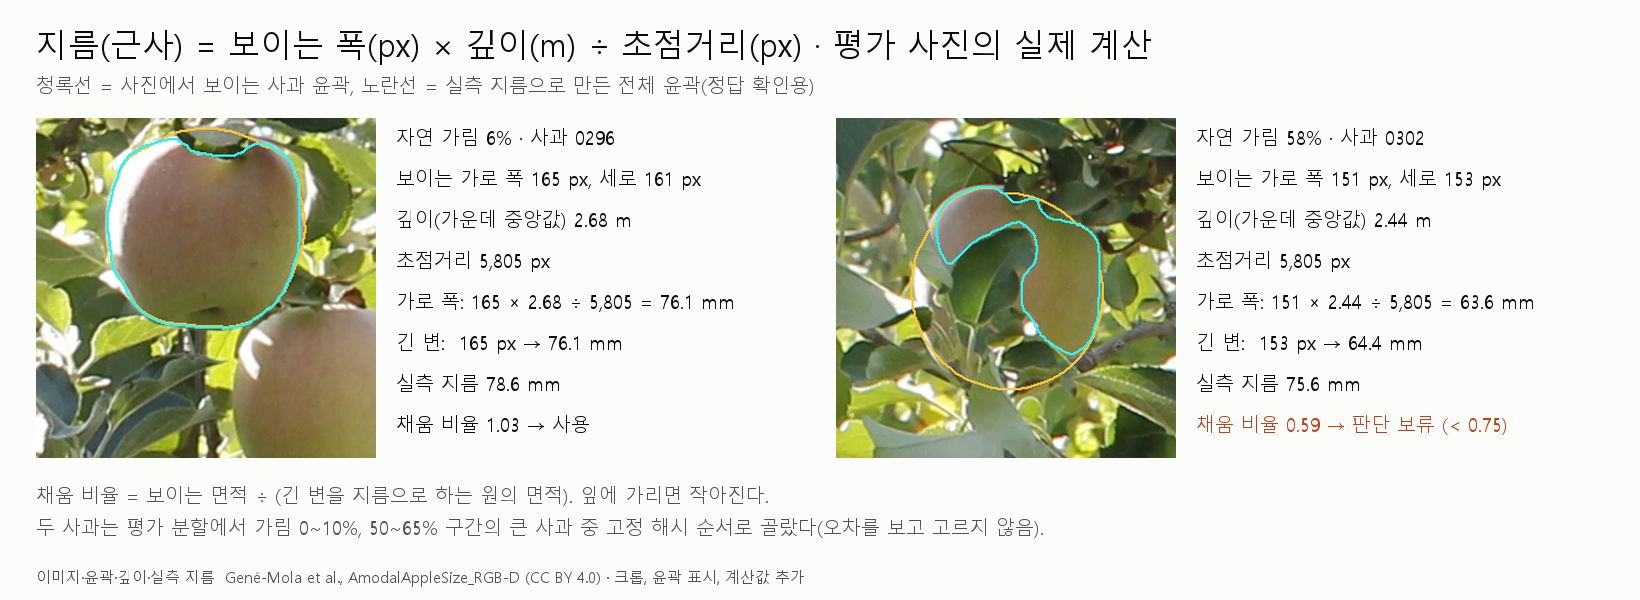 지름(근사) = 보이는 폭(px) × 깊이(m) ÷ 초점거리(px) · 평가 사진의 실제 계산
청록선 = 사진에서 보이는 사과 윤곽, 노란선 = 실측 지름으로 만든 전체 윤곽(정답 확인용)
자연 가림 6% · 사과 0296
보이는 가로 폭 165 px, 세로 161 px
깊이(가운데 중앙값) 2.68 m
초점거리 5,805 px
가로 폭: 165 × 2.68 ÷ 5,805 = 76.1 mm
긴 변: 165 px → 76.1 mm
실측 지름 78.6 mm
채움 비율 1.03 → 사용
자연 가림 58% · 사과 0302
보이는 가로 폭 151 px, 세로 153 px
깊이(가운데 중앙값) 2.44 m
초점거리 5,805 px
가로 폭: 151 × 2.44 ÷ 5,805 = 63.6 mm
긴 변: 153 px → 64.4 mm
실측 지름 75.6 mm
채움 비율 0.59 → 판단 보류 (< 0.75)
채움 비율 = 보이는 면적 ÷ (긴 변을 지름으로 하는 원의 면적). 잎에 가리면 작아진다.
두 사과는 평가 분할에서 가림 0~10%, 50~65% 구간의 큰 사과 중 고정 해시 순서로 골랐다(오차를 보고 고르지 않음).
이미지·윤곽·깊이·실측 지름 Gené-Mola et al., AmodalAppleSize_RGB-D (CC BY 4.0) · 크롭, 윤곽 표시, 계산값 추가